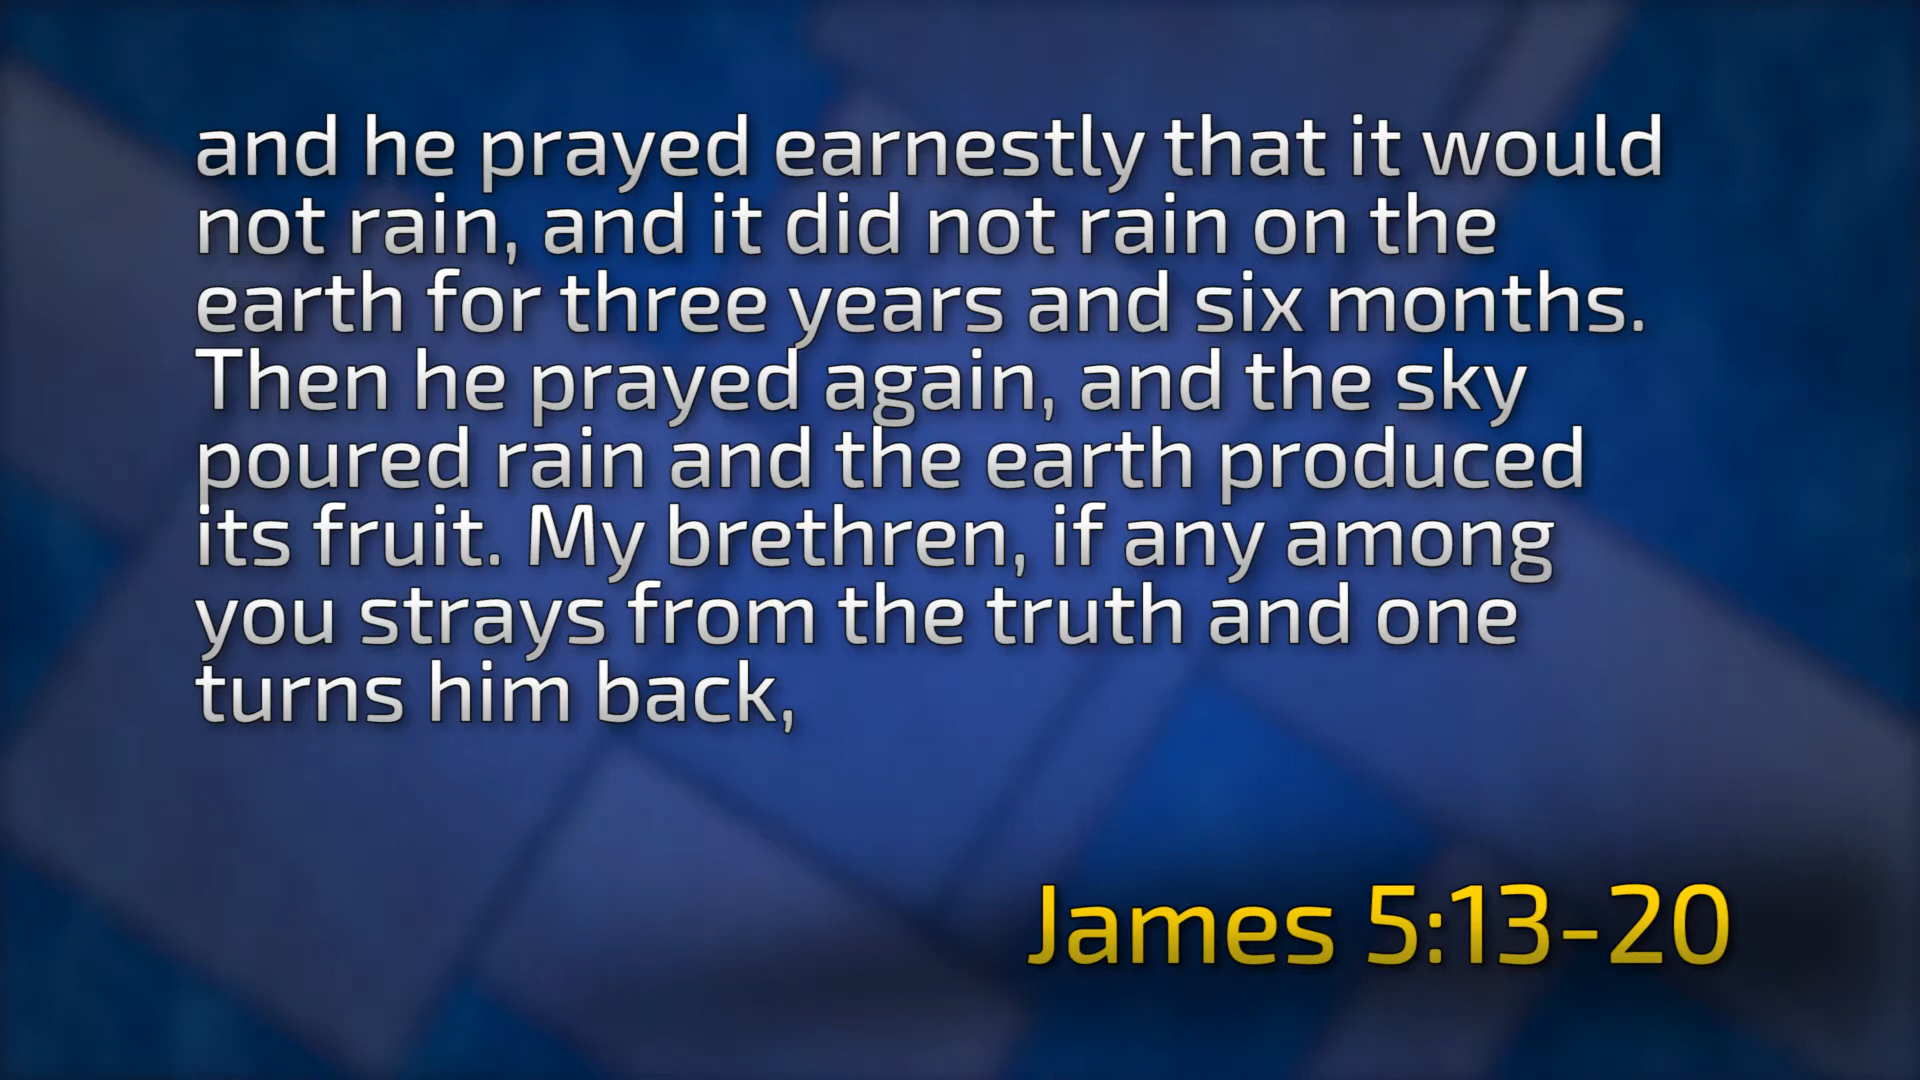 and he prayed earnestly that it would
not rain, and it did not rain on the
earth for three years and six months.
Then he prayed again, and the sky
poured rain and the earth produced
its fruit. My brethren, if any among
you strays from the truth and one
turns him back,
James 5:13-20